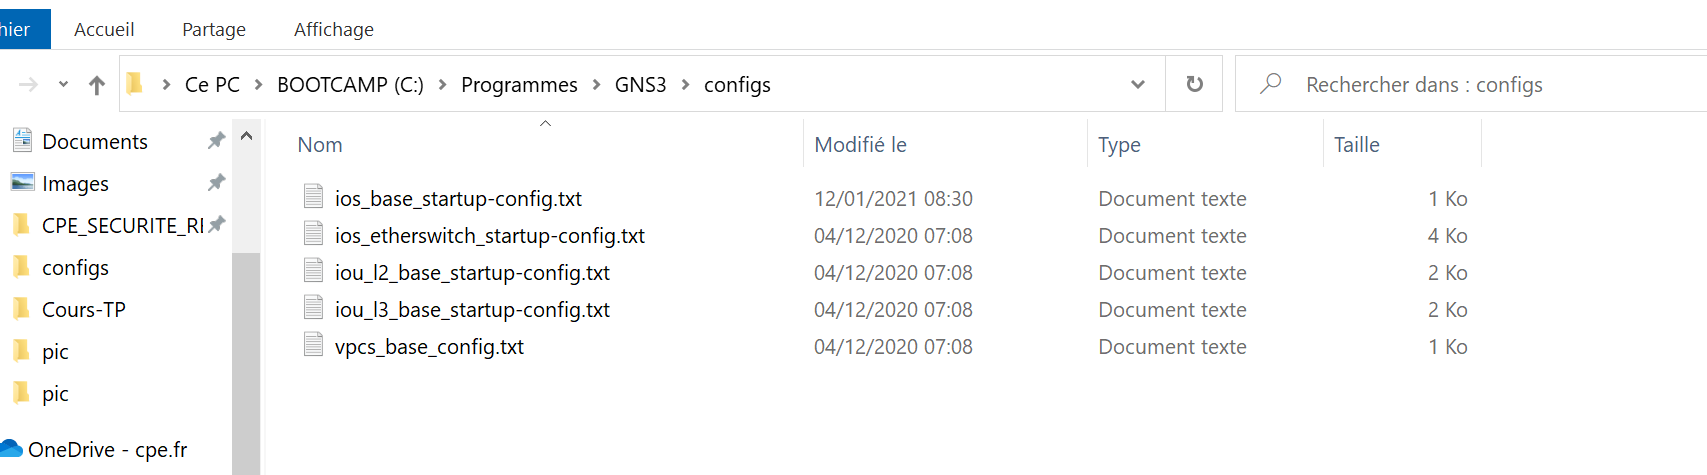 hier Accueil Partage Affichage
Ce PC BOOTCAMP (C:) Programmes GNS3 configs Rechercher dans : configs
Documents
Images
CPE_SECURITE_RI
configs
Cours-TP
pic
pic
OneDrive - cpe.fr
Nom Modifié le Type Taille
ios_base_startup-config.txt 12/01/2021 08:30 Document texte 1 Ko
ios_etherswitch_startup-config.txt 04/12/2020 07:08 Document texte 4 Ko
iou_l2_base_startup-config.txt 04/12/2020 07:08 Document texte 2 Ko
iou_l3_base_startup-config.txt 04/12/2020 07:08 Document texte 2 Ko
vpcs_base_config.txt 04/12/2020 07:08 Document texte 1 Ko